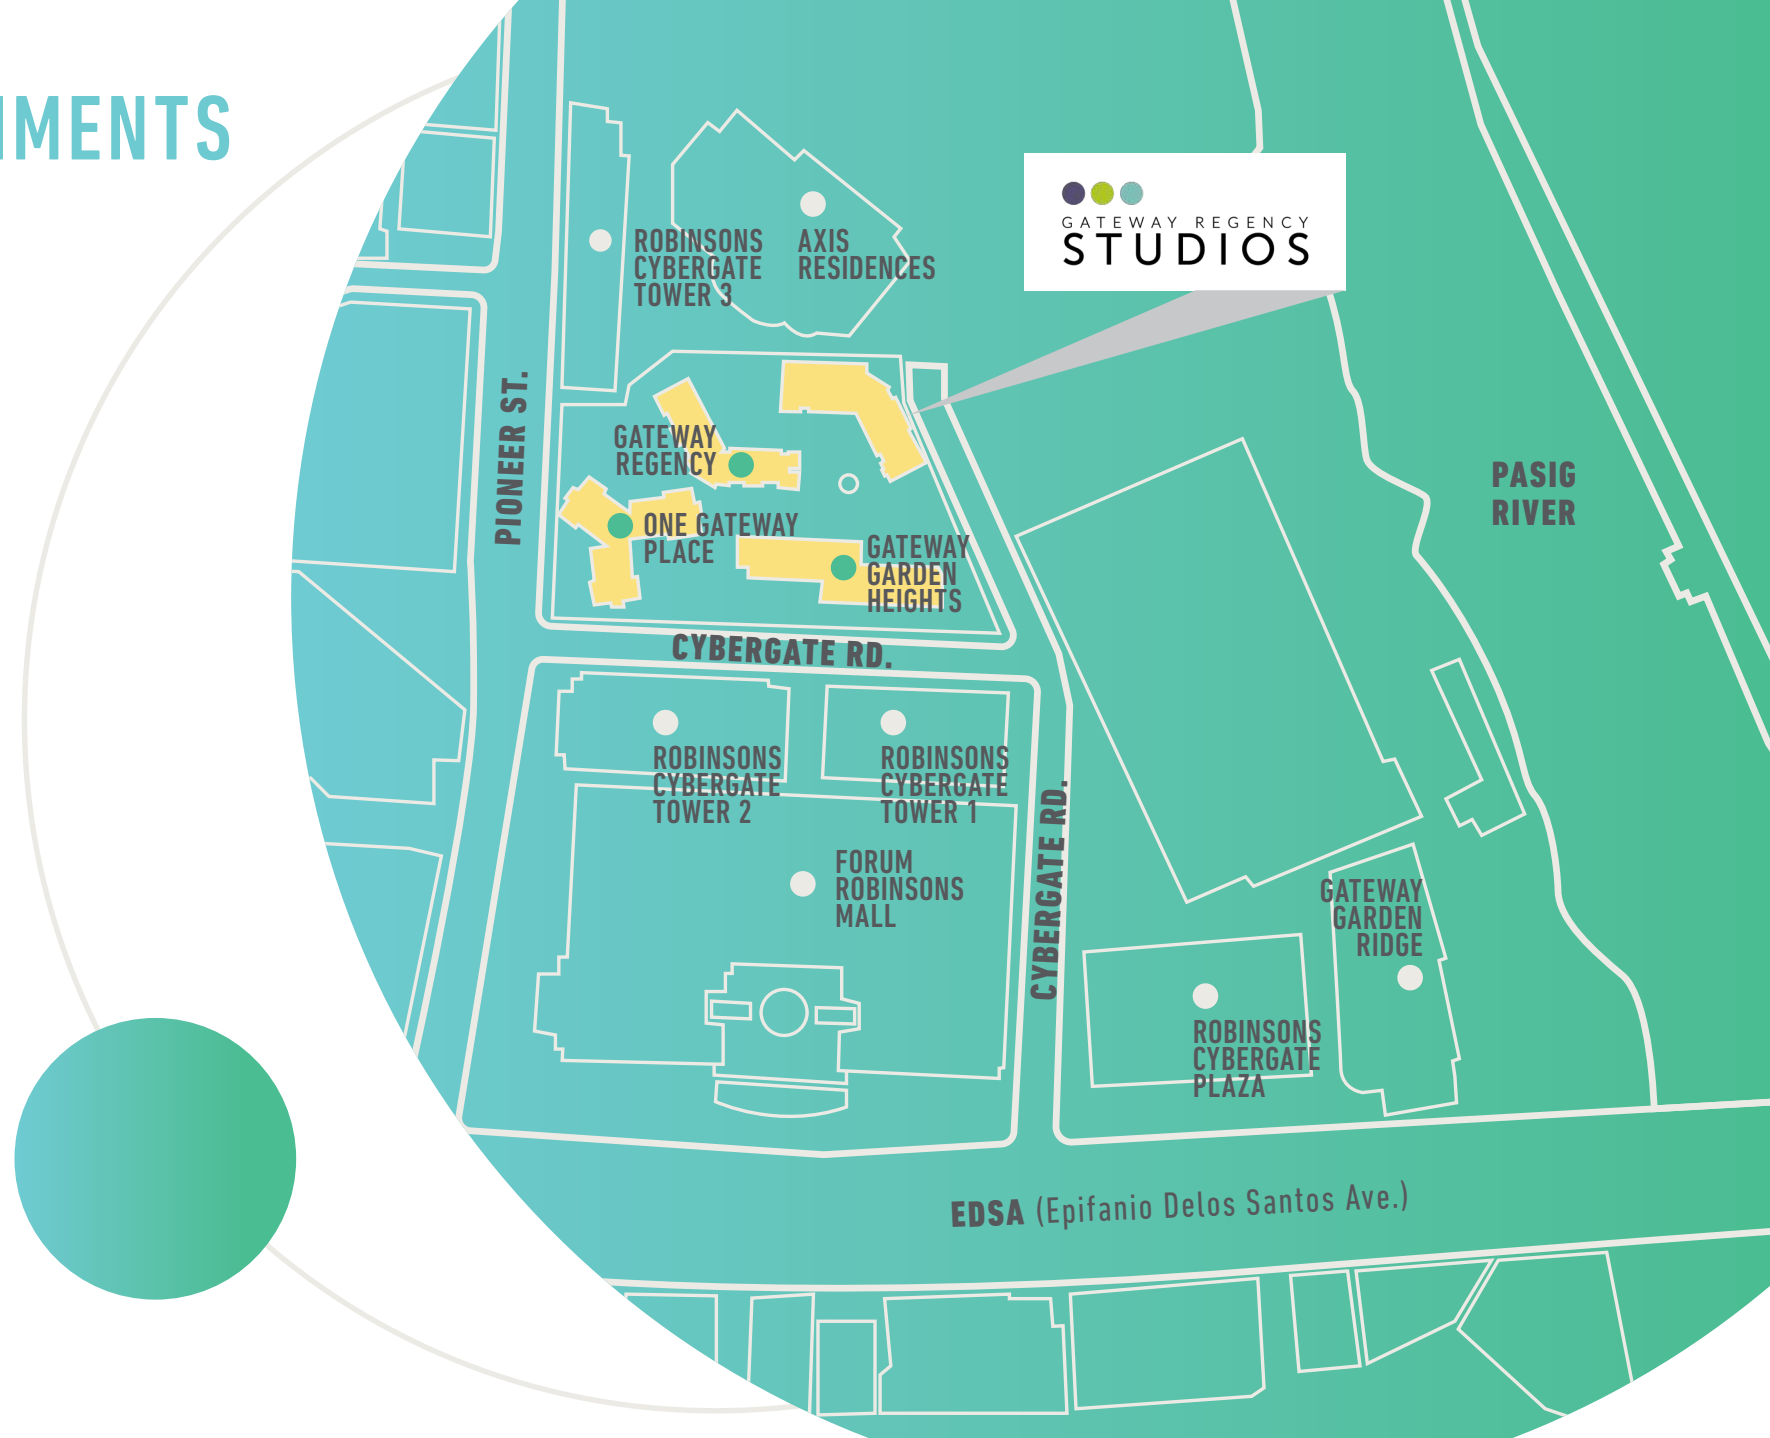 ROBINSONS
CYBERGATE
TOWER 3
AXIS
RESIDENCES
GATEWAY REGENCY
STUDIOS
PIONEER ST.
GATEWAY
REGENCY
ONE GATEWAY
PLACE
GATEWAY
GARDEN
HEIGHTS
PASIG
RIVER
CYBERGATE RD.
ROBINSONS
CYBERGATE
TOWER 2
ROBINSONS
CYBERGATE
TOWER 1
CYBERGATE RD.
FORUM
ROBINSONS
MALL
GATEWAY
GARDEN
RIDGE
ROBINSONS
CYBERGATE
PLAZA
EDSA (Epifanio Delos Santos Ave.)